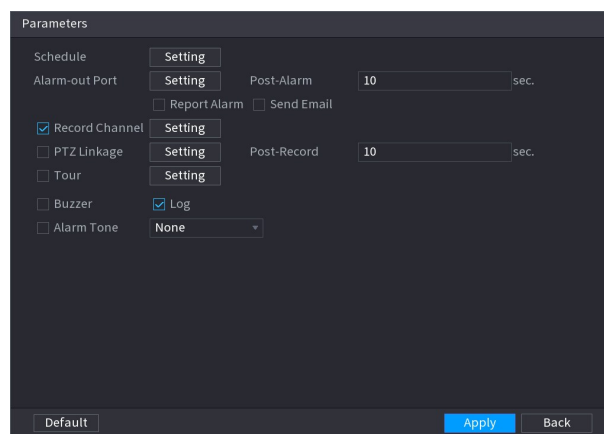 Parameters
Schedule Setting
Alarm-out Port Setting Post-Alarm 10 sec.
Report Alarm Send Email
Record Channel Setting
PTZ Linkage Setting Post-Record 10 sec.
Tour Setting
Buzzer Log
Alarm Tone None
Default Apply Back